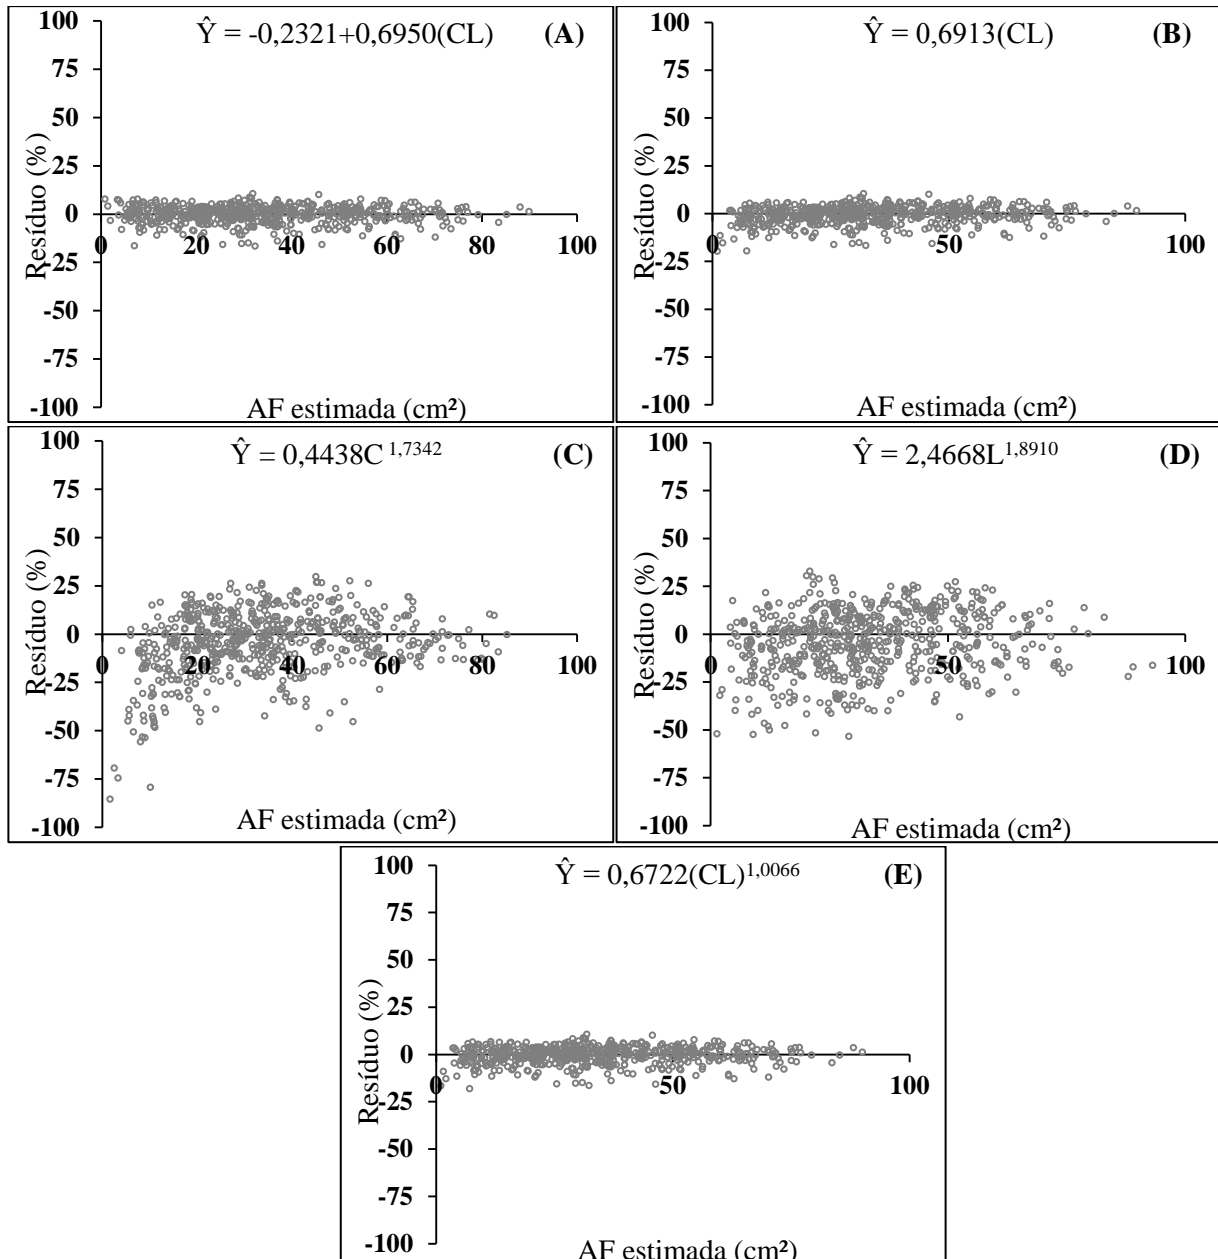 Ŷ = -0,2321+0,6950(CL) (A)
100
75
50
25
0
-25
-50
-75
-100
0 20 40 60 80 100
Resíduo (%)
AF estimada (cm²)
Ŷ = 0,6913(CL) (B)
100
75
50
25
0
-25
-50
-75
-100
0 50 100
Resíduo (%)
AF estimada (cm²)
Ŷ = 0,4438C 1,7342 (C)
100
75
50
25
0
-25
-50
-75
-100
0 20 40 60 80 100
Resíduo (%)
AF estimada (cm²)
Ŷ = 2,4668L1,8910 (D)
100
75
50
25
0
-25
-50
-75
-100
0 50 100
Resíduo (%)
AF estimada (cm²)
Ŷ = 0,6722(CL)1,0066 (E)
100
75
50
25
0
-25
-50
-75
-100
0 50 100
Resíduo (%)
AF estimada (cm²)